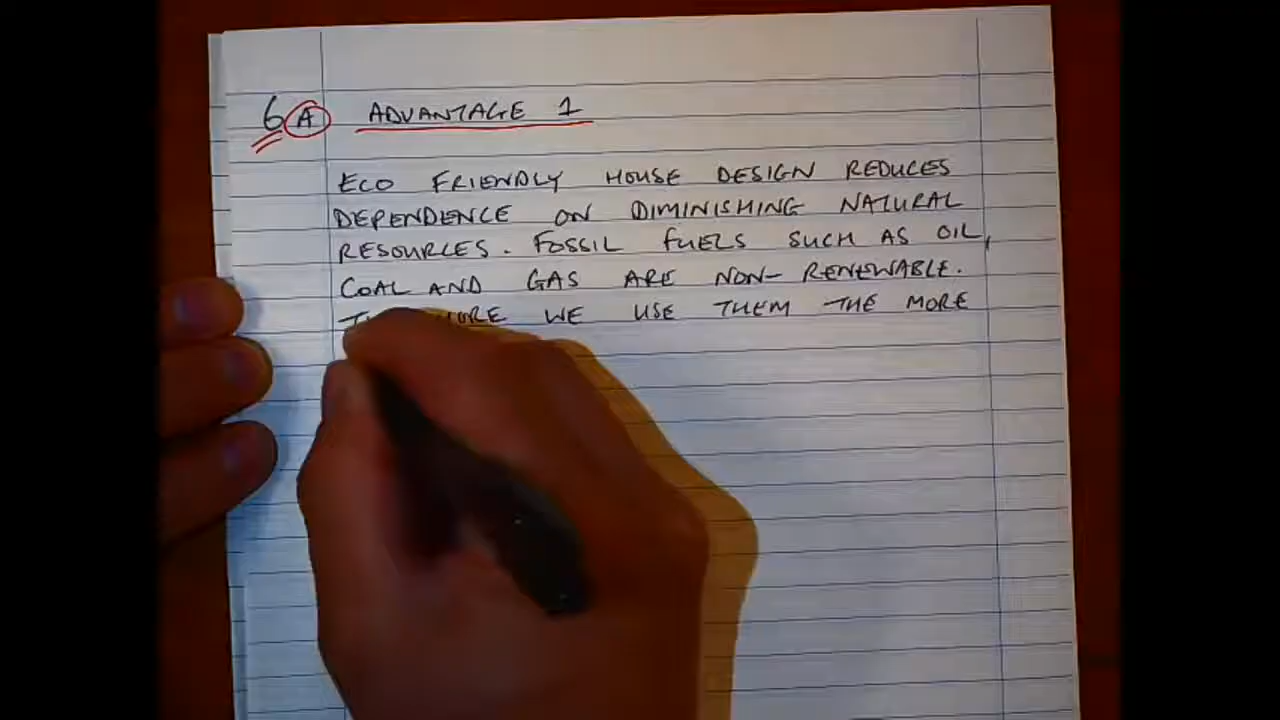 6 A ADVANTAGE 1
ECO FRIENDLY HOUSE DESIGN REDUCES
DEPENDENCE ON DIMINISHING NATURAL
RESOURCES. FOSSIL FUELS SUCH AS OIL,
COAL AND GAS ARE NON-RENEWABLE.
WE USE THEM THE MORE